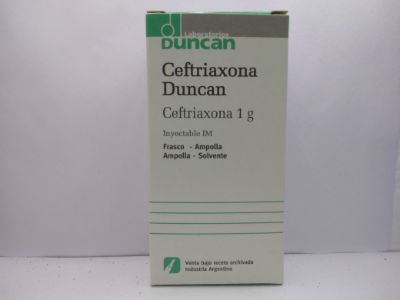 Laboratorios
Duncan
Ceftriaxona
Duncan
Ceftriaxona 1 g
Inyectable IM
Frasco - Ampolla
Ampolla - Solvente
Venta bajo receta archivada
Industria Argentina